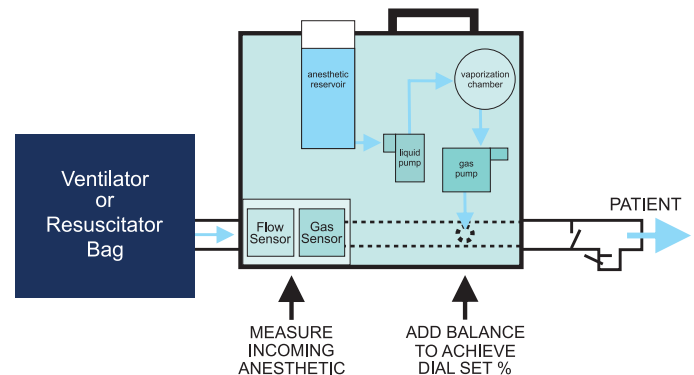 anesthetic
reservoir
vaporization
chamber
liquid
pump
gas
pump
Ventilator
or
Resuscitator
Bag
Flow
Sensor
Gas
Sensor
PATIENT
MEASURE
INCOMING
ANESTHETIC
ADD BALANCE
TO ACHIEVE
DIAL SET %